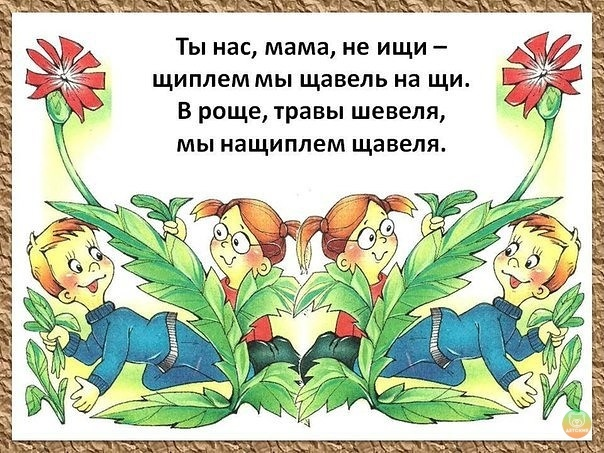 Ты нас, мама, не ищи –
щиплем мы щавель на щи.
В роще, травы шевеля,
мы нащиплем щавеля.